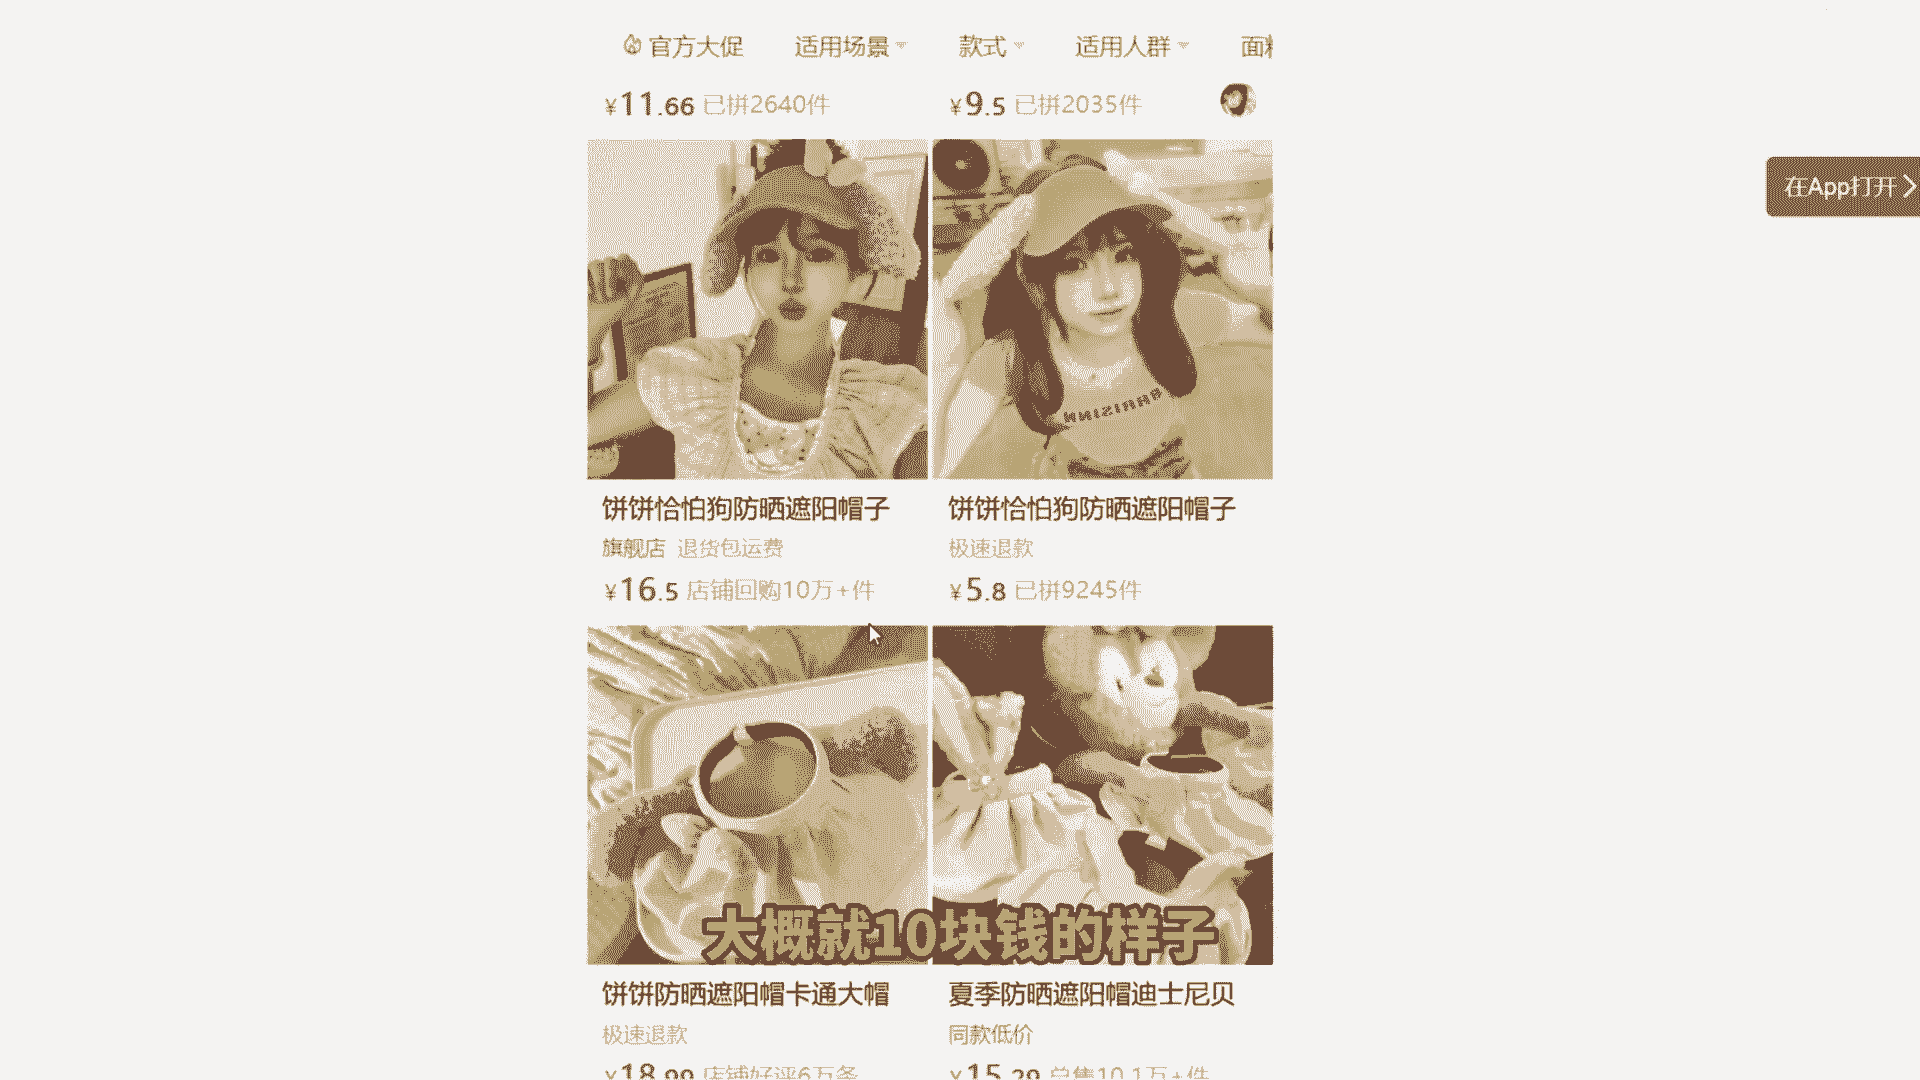 官方大促 适用场景 款式 适用人群
¥11.66 已拼2640件
¥9.5 已拼2035件
在App打开
饼饼恰怕狗防晒遮阳帽子
旗舰店 退货包运费
¥16.5 店铺回购10万+件
饼饼恰怕狗防晒遮阳帽子
极速退款
¥5.8 已拼9245件
大概就10块钱的样子
饼饼防晒遮阳帽卡通大帽
极速退款
¥18.99 店铺好评6万条
夏季防晒遮阳帽迪士尼贝
同款低价
¥15.29 总售10.1万+件